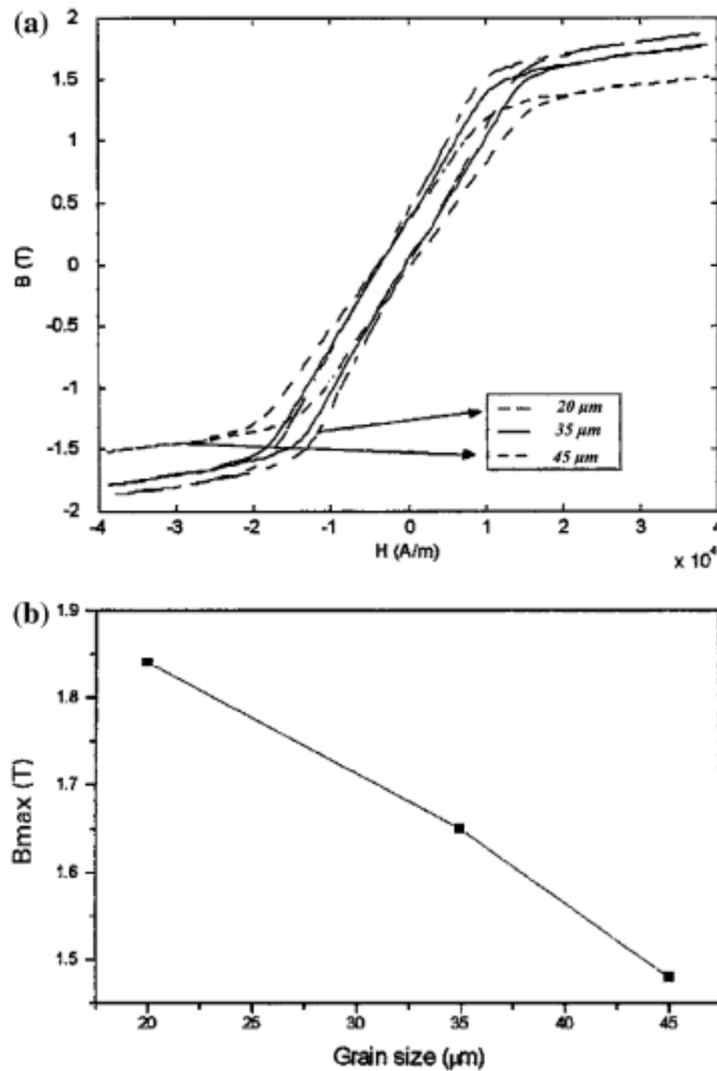 (a)
2
1.5
1
0.5
0
-0.5
-1
-1.5
-2
B (T)
20 μm
35 μm
45 μm
-4 -3 -2 -1 0 1 2 3 4
H (A/m)
x 10⁴
(b)
1.9
1.8
1.7
1.6
1.5
Bmax (T)
20 25 30 35 40 45
Grain size (μm)